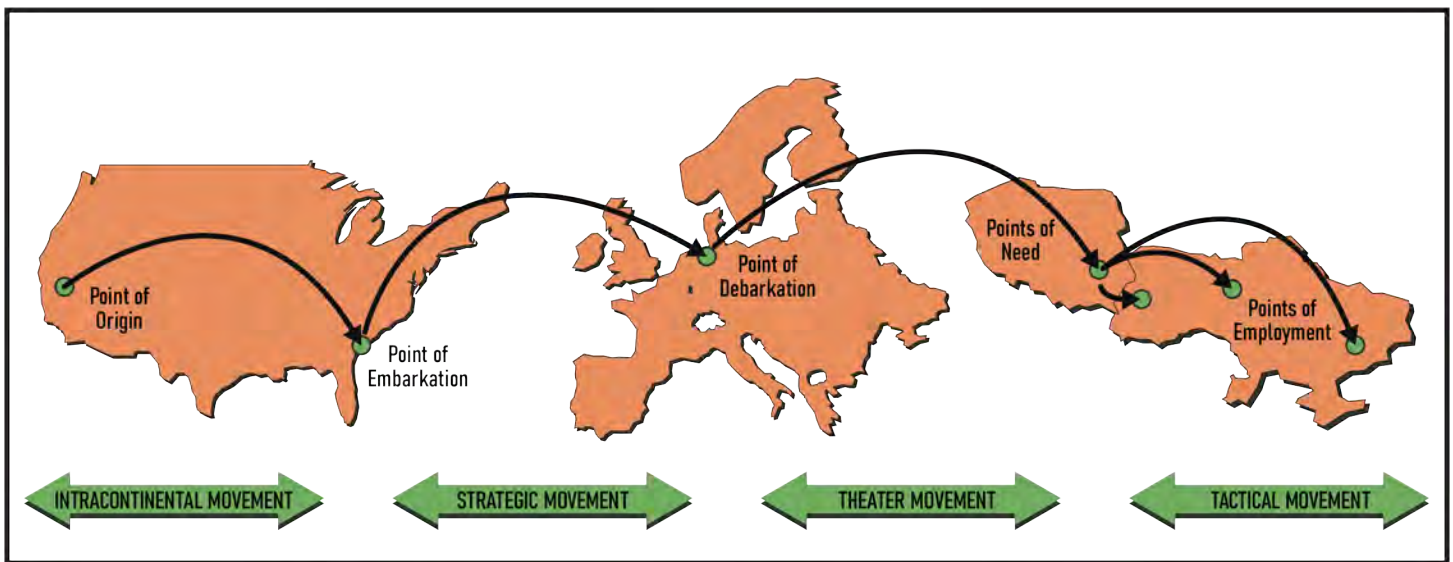 Point of
Origin
Point of
Embarkation
Point of
Debarkation
Points of
Need
Points of
Employment
INTRACONTINENTAL MOVEMENT
STRATEGIC MOVEMENT
THEATER MOVEMENT
TACTICAL MOVEMENT